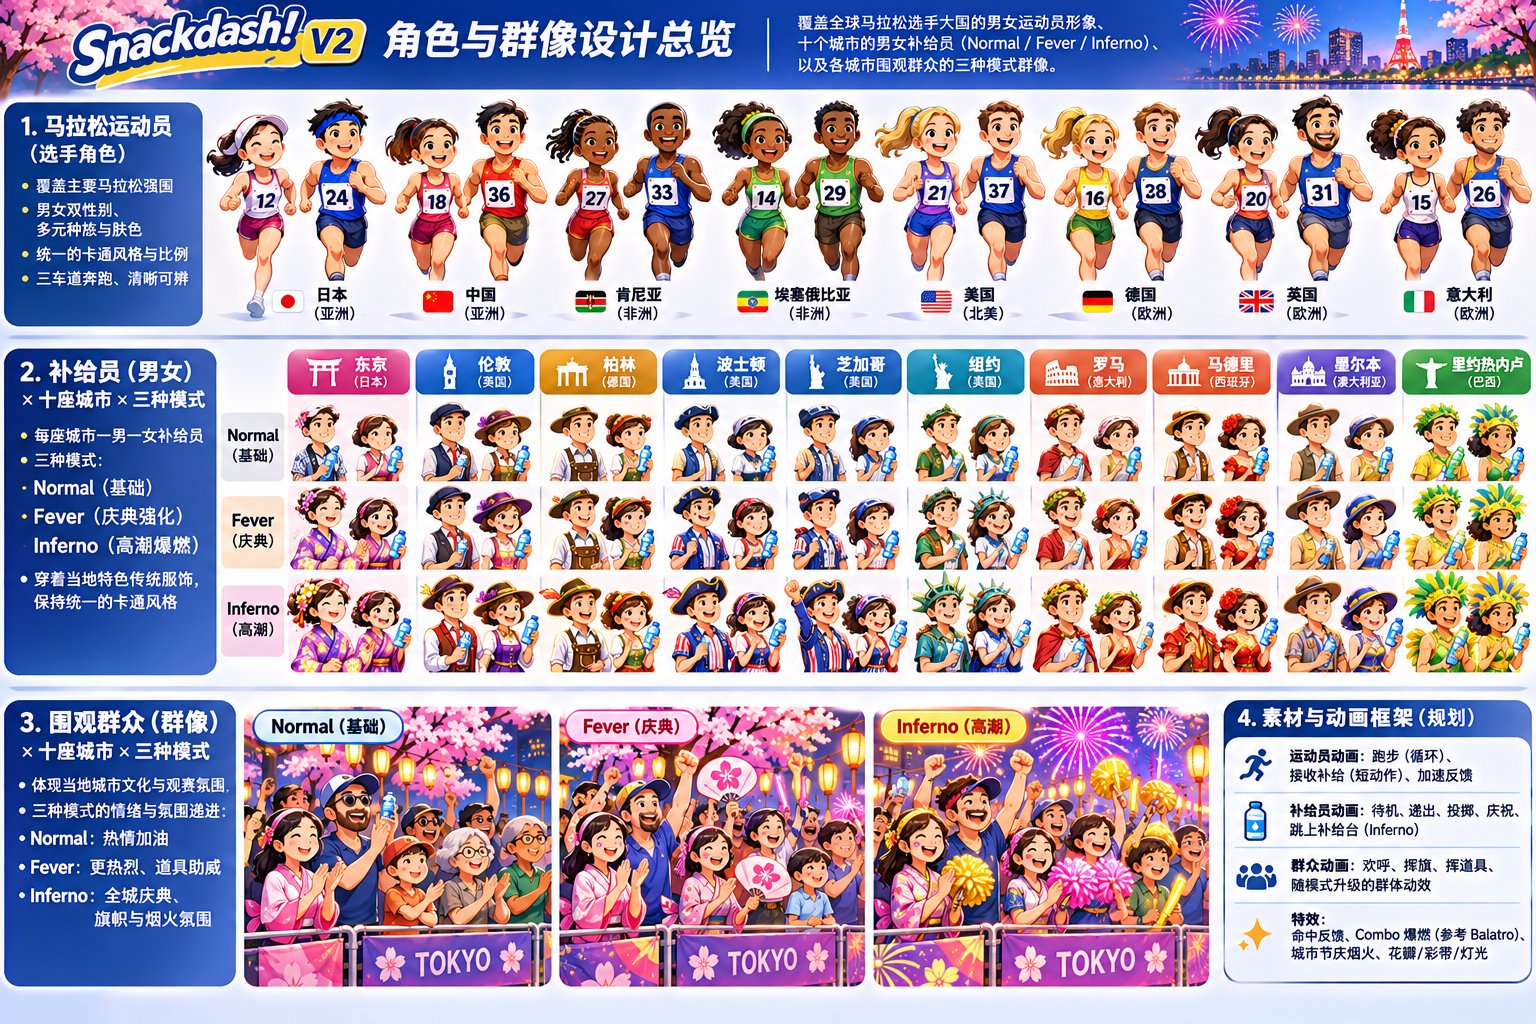 Snackdash! V2
角色与群像设计总览
覆盖全球马拉松选手大国的男女运动员形象、
十个城市的男女补给员（Normal / Fever / Inferno）、
以及各城市围观群众的三种模式群像。
1. 马拉松运动员
（选手角色）
• 覆盖主要马拉松强国
• 男女双性别、
多元种族与肤色
• 统一的卡通风格与比例
• 三车道奔跑、清晰可辨
12
24
18
36
27
33
14
29
21
37
16
38
20
31
15
26
日本
（亚洲）
中国
（亚洲）
肯尼亚
（非洲）
埃塞俄比亚
（非洲）
美国
（北美）
德国
（欧洲）
英国
（欧洲）
意大利
（欧洲）
2. 补给员（男女）
× 十座城市 × 三种模式
• 每座城市一男一女补给员
• 三种模式：
· Normal（基础）
· Fever（庆典强化）
Inferno（高潮爆燃）
• 穿着当地特色传统服饰，
保持统一的卡通风格
东京
（日本）
伦敦
（英国）
柏林
（德国）
波士顿
（美国）
芝加哥
（美国）
纽约
（美国）
罗马
（意大利）
马德里
（西班牙）
墨尔本
（澳大利亚）
里约热内卢
（巴西）
Normal
（基础）
Fever
（庆典）
Inferno
（高潮）
3. 围观群众（群像）
× 十座城市 × 三种模式
• 体现当地城市文化与观赛氛围，
• 三种模式的情绪与氛围递进：
• Normal：热情加油
• Fever：更热烈、道具助威
• Inferno：全城庆典、
旗帜与烟火氛围
Normal（基础）
TOKYO
Fever（庆典）
TOKYO
Inferno（高潮）
TOKYO
4. 素材与动画框架（规划）
运动员动画：跑步（循环）、
接收补给（短动作）、加速反馈
补给员动画：待机、递出、投掷、庆祝、
跳上补给台（Inferno）
群众动画：欢呼、挥旗、挥道具、
随模式升级的群体动效
特效：
命中反馈、Combo 爆燃（参考 Balatro）、
城市节庆烟火、花瓣/彩带/灯光